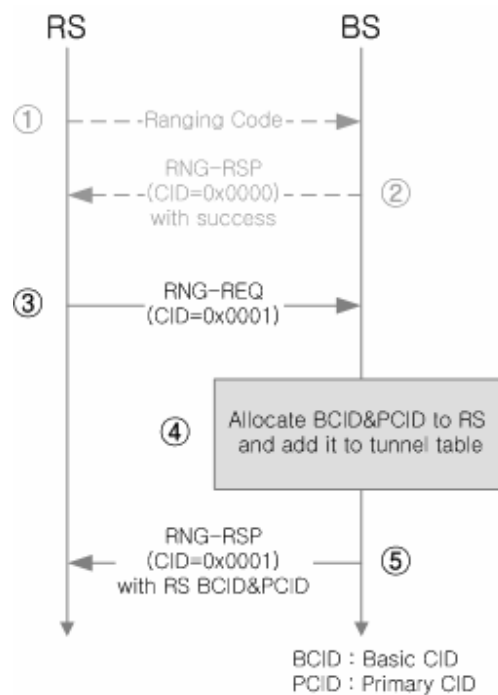 RS BS
① Ranging Code
RNG-RSP
(CID=0x0000) ②
with success
③ RNG-REQ
(CID=0x0001)
④ Allocate BCID&PCID to RS
and add it to tunnel table
RNG-RSP
(CID=0x0001) ⑤
with RS BCID&PCID
BCID : Basic CID
PCID : Primary CID